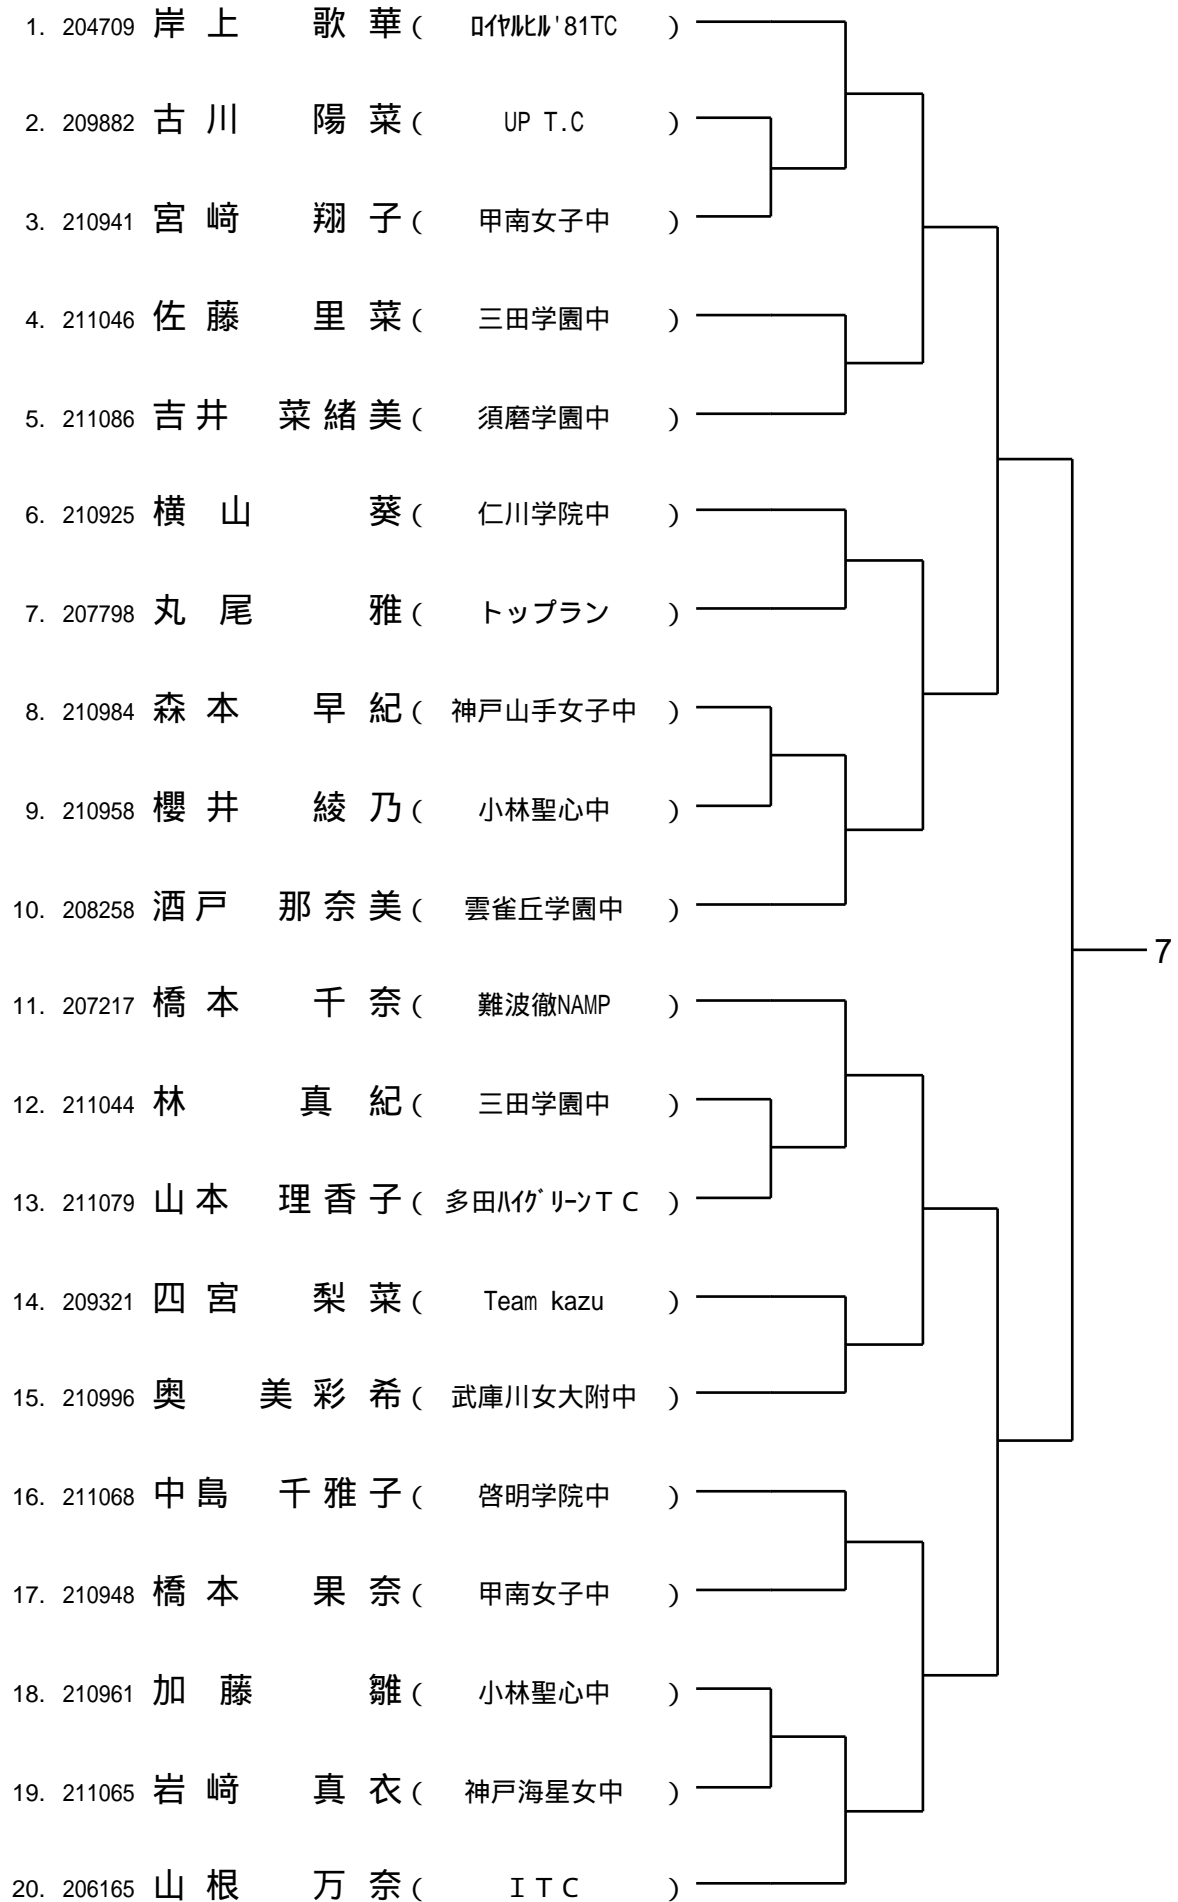 1. 204709 岸上 歌華 ( ﾛｲﾔﾙﾋﾙ'81TC )
2. 209882 古川 陽菜 ( UP T.C )
3. 210941 宮﨑 翔子 ( 甲南女子中 )
4. 211046 佐藤 里菜 ( 三田学園中 )
5. 211086 吉井 菜緒美 ( 須磨学園中 )
6. 210925 横山 葵 ( 仁川学院中 )
7. 207798 丸尾 雅 ( トップラン )
8. 210984 森本 早紀 ( 神戸山手女子中 )
9. 210958 櫻井 綾乃 ( 小林聖心中 )
10. 208258 酒戸 那奈美 ( 雲雀丘学園中 )
7
11. 207217 橋本 千奈 ( 難波徹NAMP )
12. 211044 林 真紀 ( 三田学園中 )
13. 211079 山本 理香子 ( 多田ﾊｲｸﾞﾘｰﾝＴＣ )
14. 209321 四宮 梨菜 ( Team kazu )
15. 210996 奥 美彩希 ( 武庫川女大附中 )
16. 211068 中島 千雅子 ( 啓明学院中 )
17. 210948 橋本 果奈 ( 甲南女子中 )
18. 210961 加藤 雛 ( 小林聖心中 )
19. 211065 岩﨑 真衣 ( 神戸海星女中 )
20. 206165 山根 万奈 ( ＩＴＣ )